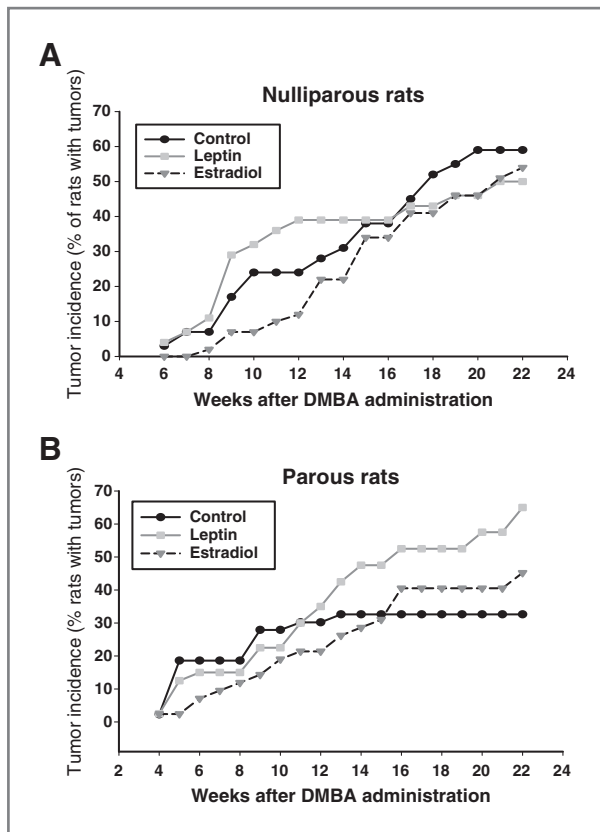 A
Nulliparous rats
Tumor incidence (% of rats with tumors)
70
60
50
40
30
20
10
0
Control
Leptin
Estradiol
4 6 8 10 12 14 16 18 20 22 24
Weeks after DMBA administration
B
Parous rats
Tumor incidence (% rats with tumors)
70
60
50
40
30
20
10
0
Control
Leptin
Estradiol
2 4 6 8 10 12 14 16 18 20 22 24
Weeks after DMBA administration